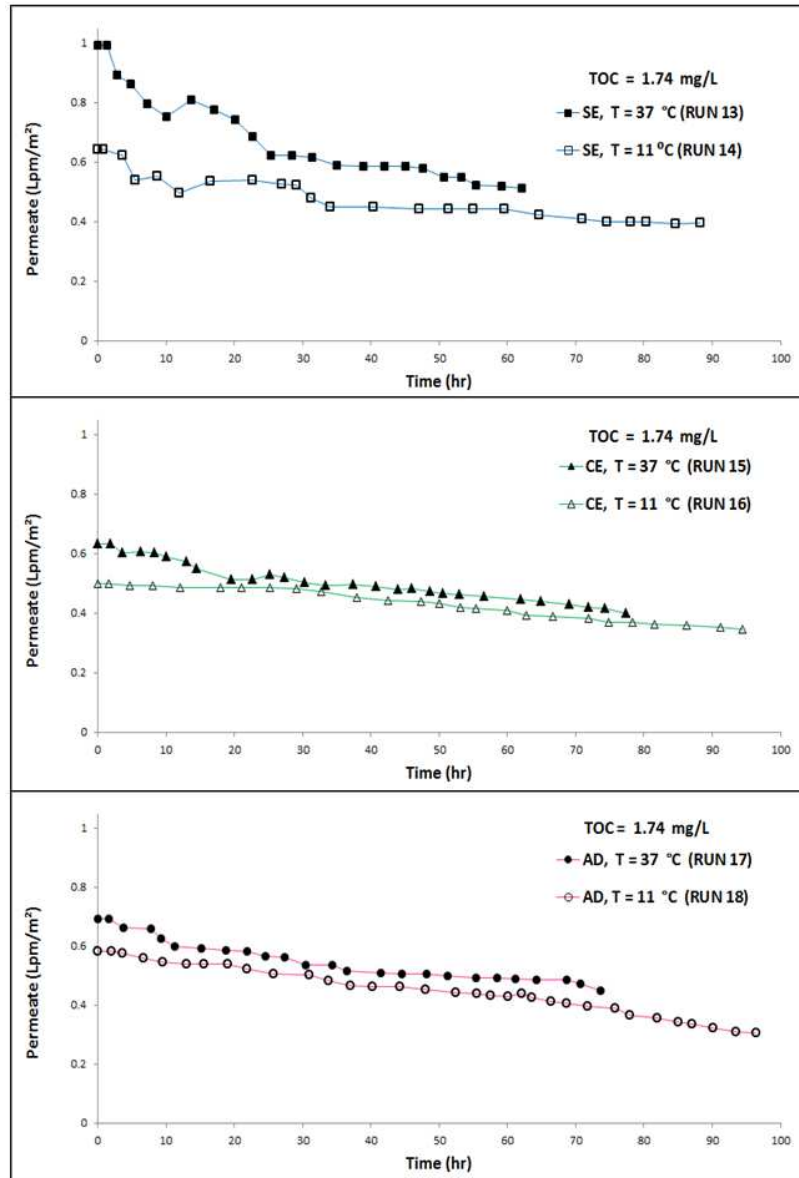 TOC = 1.74 mg/L
SE, T = 37 °C (RUN 13)
SE, T = 11 ⁰C (RUN 14)
Permeate (Lpm/m²)
1
0.8
0.6
0.4
0.2
0
0 10 20 30 40 50 60 70 80 90 100
Time (hr)
TOC = 1.74 mg/L
CE, T = 37 °C (RUN 15)
CE, T = 11 °C (RUN 16)
Permeate (Lpm/m²)
1
0.8
0.6
0.4
0.2
0
0 10 20 30 40 50 60 70 80 90 100
Time (hr)
TOC = 1.74 mg/L
AD, T = 37 °C (RUN 17)
AD, T = 11 °C (RUN 18)
Permeate (Lpm/m²)
1
0.8
0.6
0.4
0.2
0
0 10 20 30 40 50 60 70 80 90 100
Time (hr)